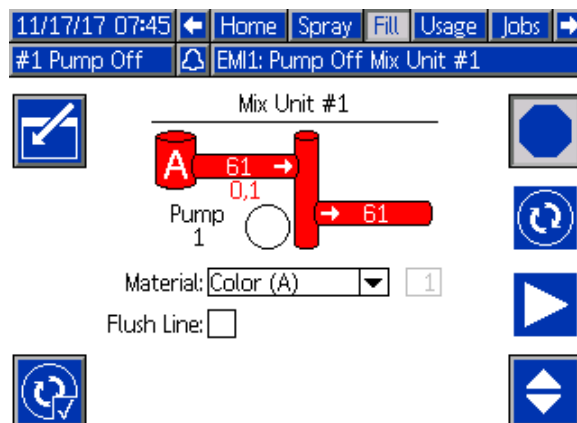 11/17/17 07:45 Home Spray Fill Usage Jobs
#1 Pump Off EMI1: Pump Off Mix Unit #1
Mix Unit #1
A 61
0,1
Pump
1
61
Material: Color (A) 1
Flush Line: